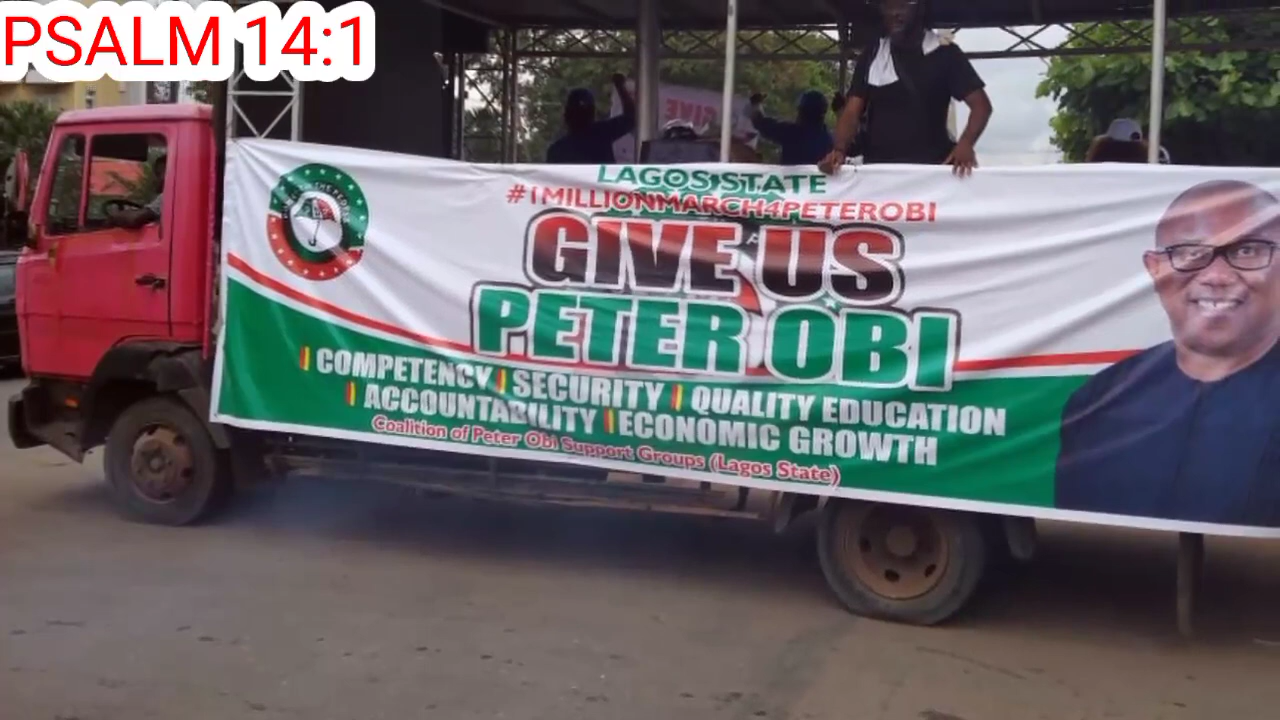 PSALM 14:1
GIVE
LAGOS STATE
#1MILLIONMARCH4PETEROBI
GIVE US
PETER OBI
COMPETENCY SECURITY QUALITY EDUCATION
ACCOUNTABILITY ECONOMIC GROWTH
Coalition of Peter Obi Support Groups (Lagos State)